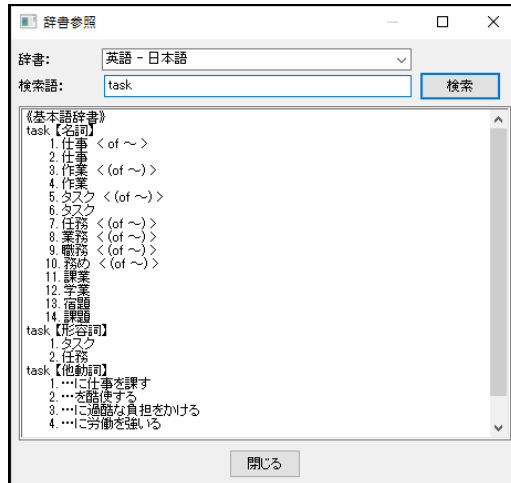 辞書参照
辞書: 英語 - 日本語
検索語: task 検索
《基本語辞書》
task【名詞】
1. 仕事 < of ~ >
2. 仕事
3. 作業 < (of ~) >
4. 作業
5. タスク < (of ~) >
6. タスク
7. 任務 < (of ~) >
8. 業務 < (of ~) >
9. 職務 < (of ~) >
10. 務め < (of ~) >
11. 課業
12. 学業
13. 宿題
14. 課題
task【形容詞】
1. タスク
2. 任務
task【他動詞】
1. …に仕事を課す
2. …を酷使する
3. …に過酷な負担をかける
4. …に労働を強いる
閉じる